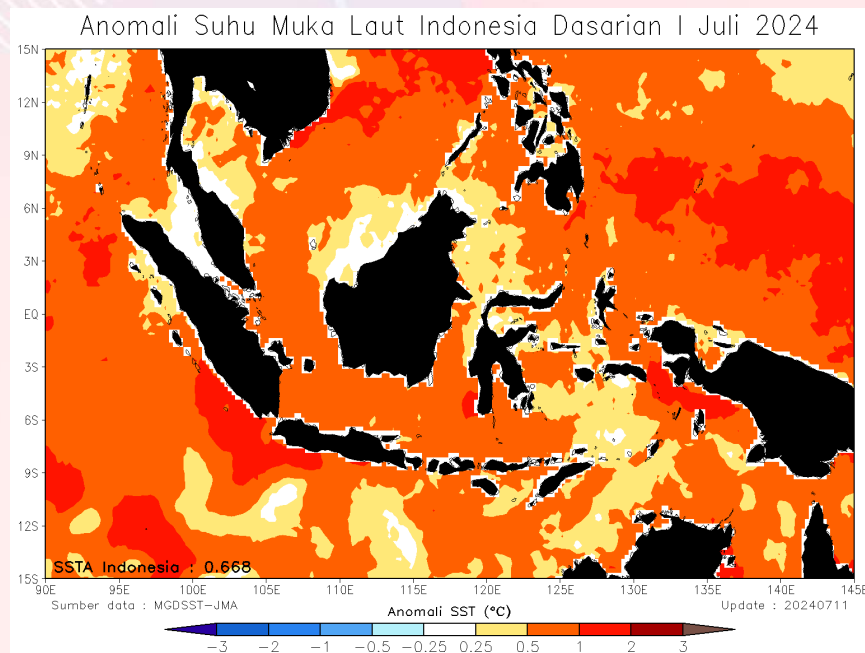 Anomali Suhu Muka Laut Indonesia Dasarian I Juli 2024
15N
12N
9N
6N
3N
EQ
3S
6S
9S
12S
15S
SSTA Indonesia : 0.668
90E 95E 100E 105E 110E 115E 120E 125E 130E 135E 140E 145E
Sumber data : MGDSST-JMA
Update : 20240711
Anomali SST (°C)
-3 -2 -1 -0.5 -0.25 0.25 0.5 1 2 3